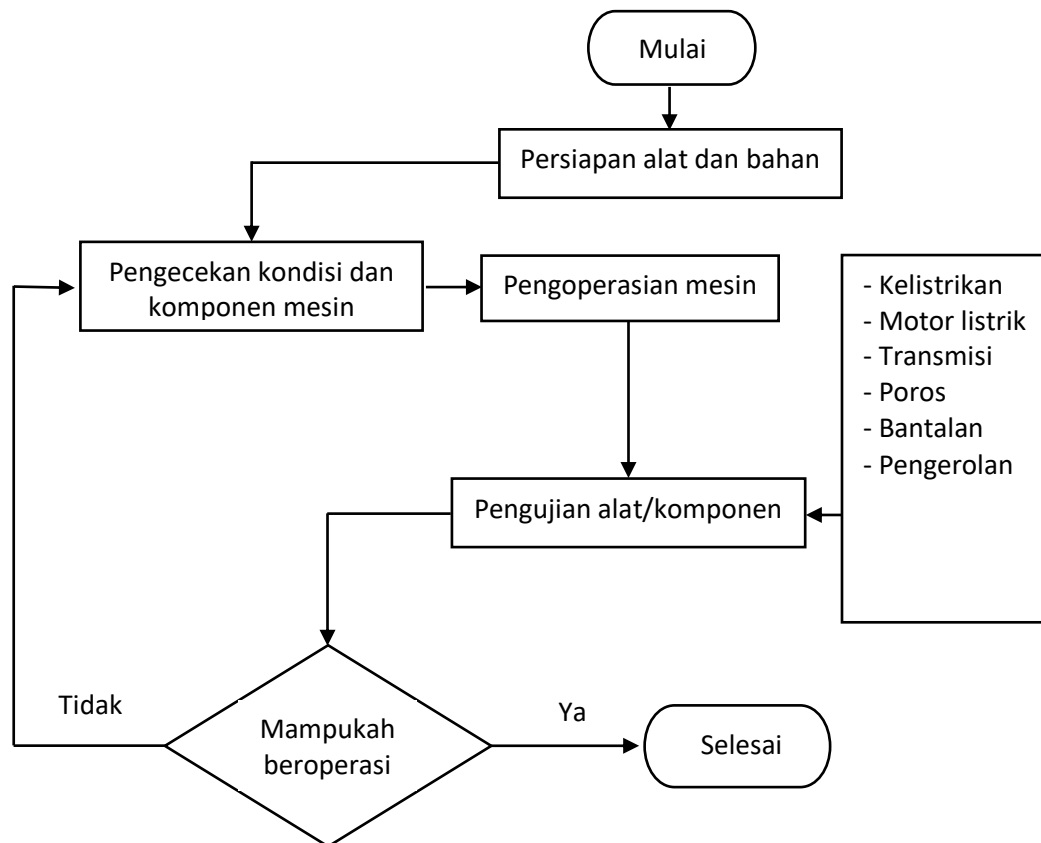 Mulai
Persiapan alat dan bahan
Pengecekan kondisi dan
komponen mesin
Pengoperasian mesin
- Kelistrikan
- Motor listrik
- Transmisi
- Poros
- Bantalan
- Pengerolan
Pengujian alat/komponen
Tidak
Mampukah
beroperasi
Ya
Selesai